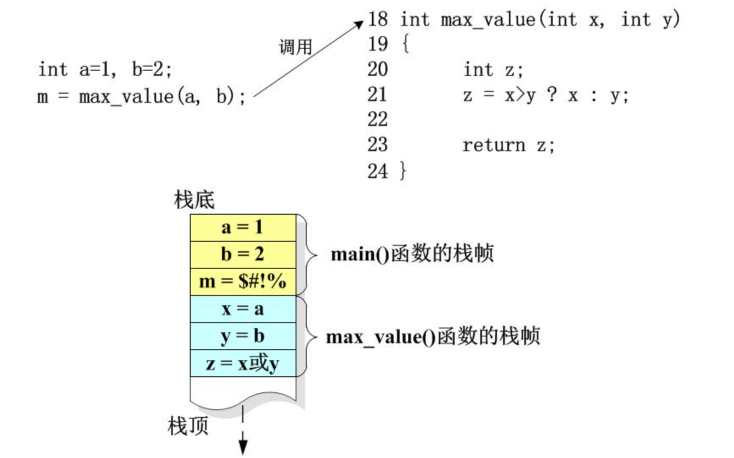 调用
int a=1, b=2;
m = max_value(a, b);
18 int max_value(int x, int y)
19 {
20 int z;
21 z = x>y ? x : y;
22
23 return z;
24 }
栈底
a = 1
b = 2
m = $#!%
main()函数的栈帧
x = a
y = b
z = x或y
max_value()函数的栈帧
栈顶